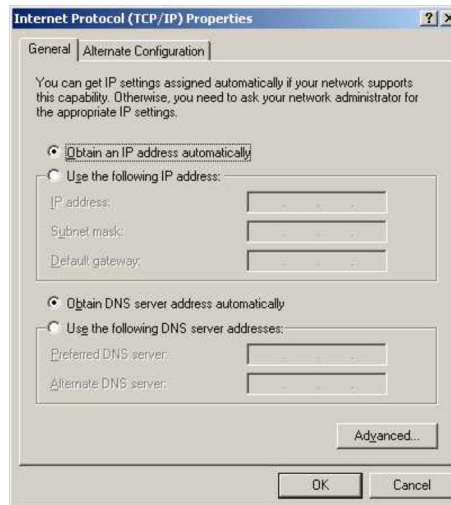 Internet Protocol (TCP/IP) Properties
General
Alternate Configuration
You can get IP settings assigned automatically if your network supports
this capability. Otherwise, you need to ask your network administrator for
the appropriate IP settings.
Obtain an IP address automatically
Use the following IP address:
IP address:
Subnet mask:
Default gateway:
Obtain DNS server address automatically
Use the following DNS server addresses:
Preferred DNS server:
Alternate DNS server:
Advanced...
OK
Cancel